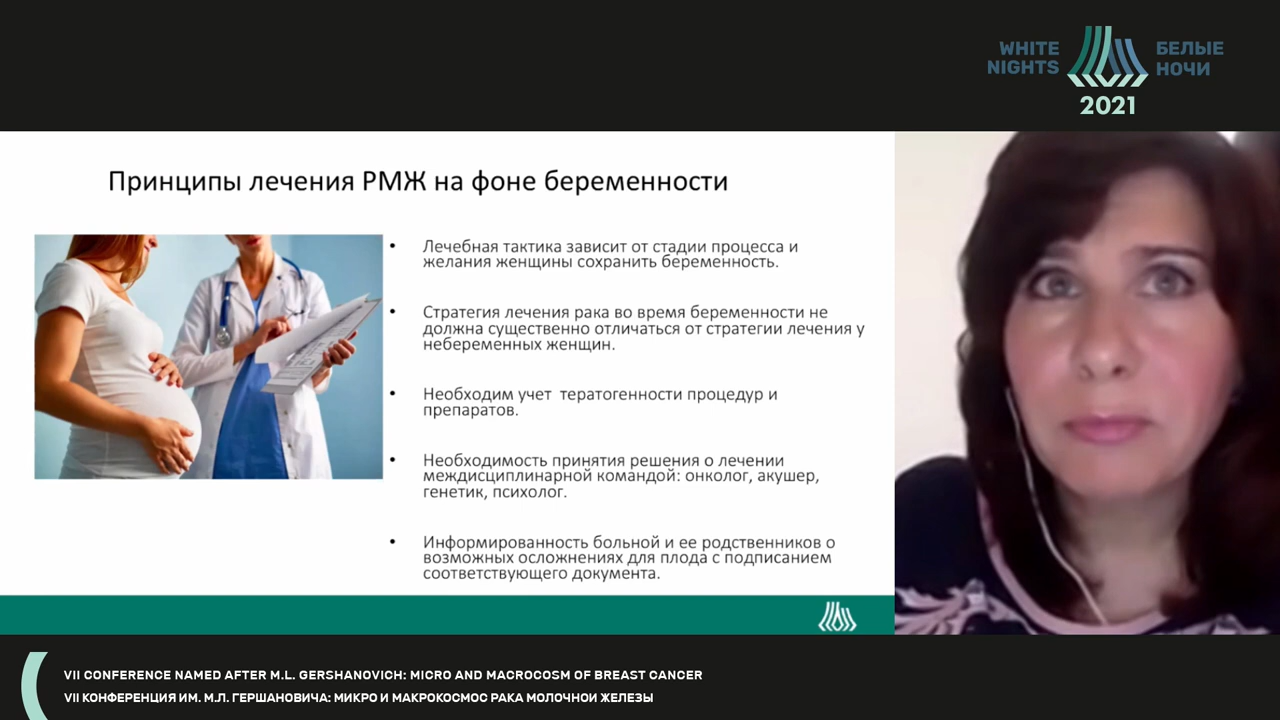 WHITE
NIGHTS
БЕЛЫЕ
НОЧИ
2021
Принципы лечения РМЖ на фоне беременности
• Лечебная тактика зависит от стадии процесса и
желания женщины сохранить беременность.
• Стратегия лечения рака во время беременности не
должна существенно отличаться от стратегии лечения у
небеременных женщин.
• Необходим учет тератогенности процедур и
препаратов.
• Необходимость принятия решения о лечении
междисциплинарной командой: онколог, акушер,
генетик, психолог.
• Информированность больной и ее родственников о
возможных осложнениях для плода с подписанием
соответствующего документа.
VII CONFERENCE NAMED AFTER M.L. GERSHANOVICH: MICRO AND MACROCOSM OF BREAST CANCER
VII КОНФЕРЕНЦИЯ ИМ. М.Л. ГЕРШАНОВИЧА: МИКРО И МАКРОКОСМОС РАКА МОЛОЧНОЙ ЖЕЛЕЗЫ